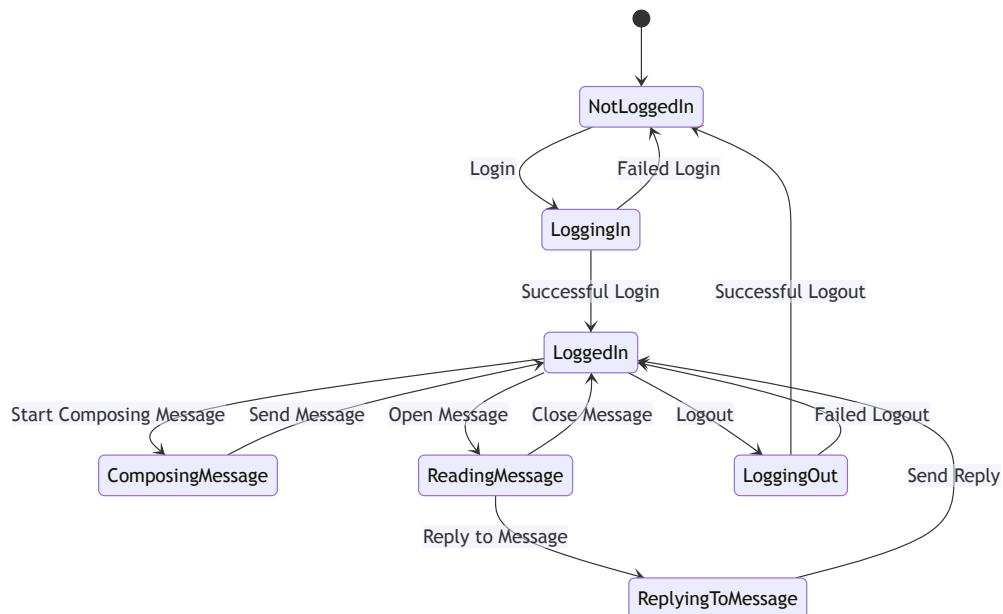 NotLoggedIn
Login
Failed Login
LoggingIn
Successful Login
Successful Logout
LoggedIn
Start Composing Message
Send Message
Open Message
Close Message
Logout
Failed Logout
ComposingMessage
ReadingMessage
LoggingOut
Send Reply
Reply to Message
ReplyingToMessage